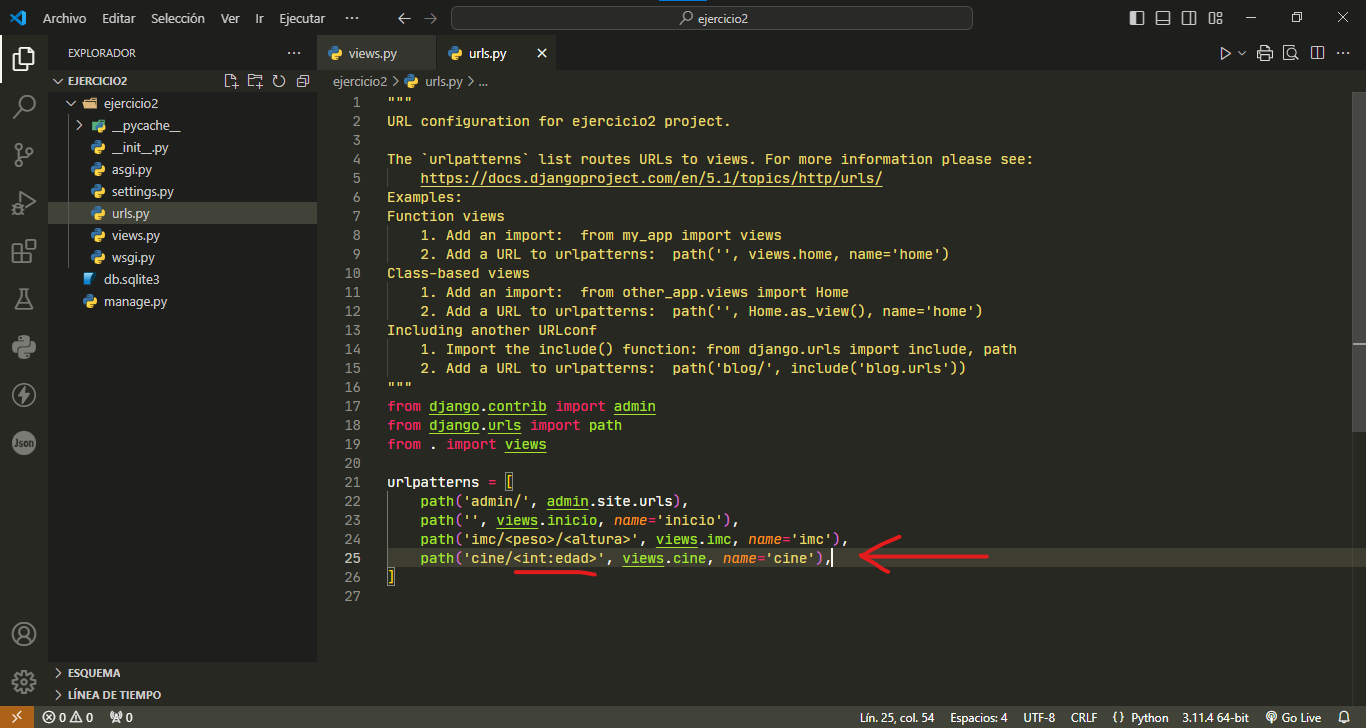 Archivo Editar Selección Ver Ir Ejecutar ··· ejercicio2
EXPLORADOR ···
EJERCICIO2
ejercicio2
__pycache__
__init__.py
asgi.py
settings.py
urls.py
views.py
wsgi.py
db.sqlite3
manage.py
ESQUEMA
LÍNEA DE TIEMPO
Json
views.py urls.py
ejercicio2 > urls.py > ...
1 """
2 URL configuration for ejercicio2 project.
3
4 The `urlpatterns` list routes URLs to views. For more information please see:
5     https://docs.djangoproject.com/en/5.1/topics/http/urls/
6 Examples:
7 Function views
8     1. Add an import:  from my_app import views
9     2. Add a URL to urlpatterns:  path('', views.home, name='home')
10 Class-based views
11     1. Add an import:  from other_app.views import Home
12     2. Add a URL to urlpatterns:  path('', Home.as_view(), name='home')
13 Including another URLconf
14     1. Import the include() function: from django.urls import include, path
15     2. Add a URL to urlpatterns:  path('blog/', include('blog.urls'))
16 """
17 from django.contrib import admin
18 from django.urls import path
19 from . import views
20
21 urlpatterns = [
22     path('admin/', admin.site.urls),
23     path('', views.inicio, name='inicio'),
24     path('imc/<peso>/<altura>', views.imc, name='imc'),
25     path('cine/<int:edad>', views.cine, name='cine'),
26 ]
27
0 0 0 Lín. 25, col. 54 Espacios: 4 UTF-8 CRLF {} Python 3.11.4 64-bit Go Live